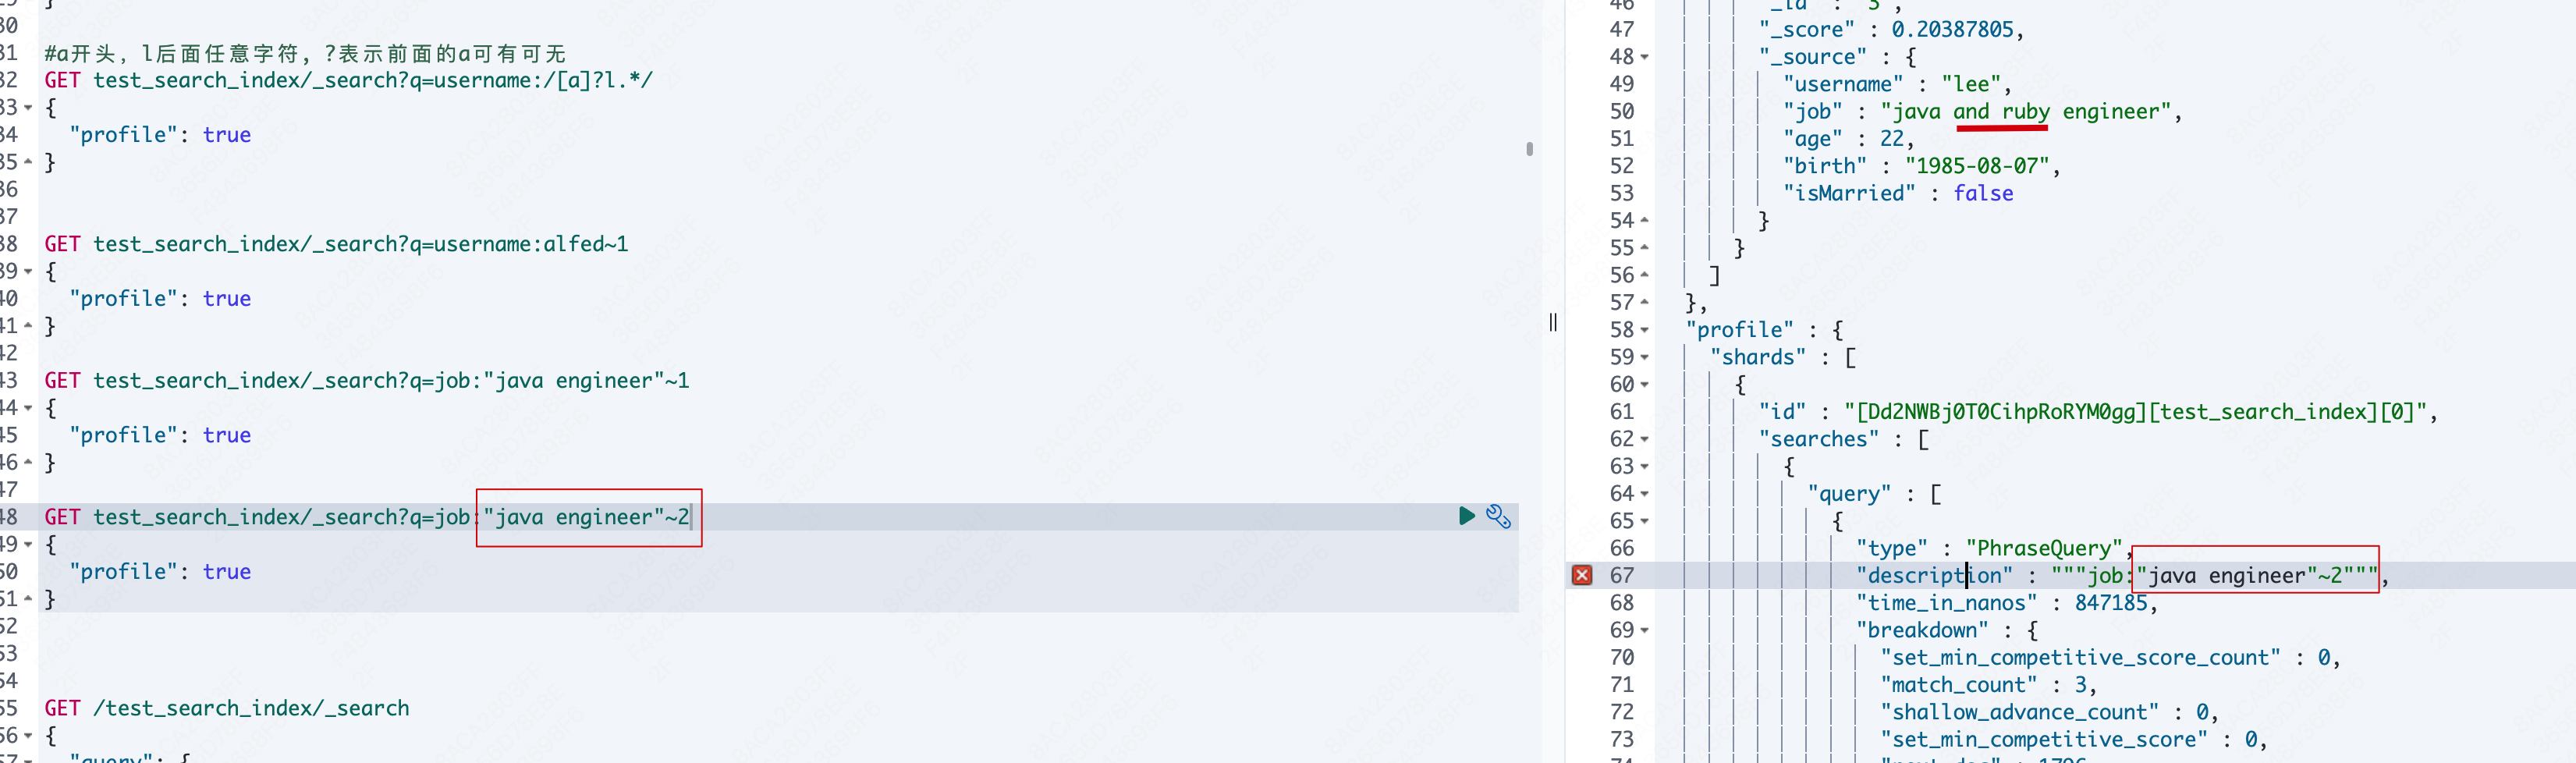 }
30
31 #a开头，l后面任意字符，?表示前面的a可有可无
32 GET test_search_index/_search?q=username:/[a]?l.*/
33 {
34 "profile": true
35 }
36
37
38 GET test_search_index/_search?q=username:alfed~1
39 {
40 "profile": true
41 }
42
43 GET test_search_index/_search?q=job:"java engineer"~1
44 {
45 "profile": true
46 }
47
48 GET test_search_index/_search?q=job:"java engineer"~2
49 {
50 "profile": true
51 }
52
53
54
55 GET /test_search_index/_search
56 {
57 "query": {
46 "_id" : "3",
47 "_score" : 0.20387805,
48 "_source" : {
49 "username" : "lee",
50 "job" : "java and ruby engineer",
51 "age" : 22,
52 "birth" : "1985-08-07",
53 "isMarried" : false
54 }
55 }
56 ]
57 },
58 "profile" : {
59 "shards" : [
60 {
61 "id" : "[Dd2NWBj0T0CihpRoRYM0gg][test_search_index][0]",
62 "searches" : [
63 {
64 "query" : [
65 {
66 "type" : "PhraseQuery",
67 "description" : """job:"java engineer"~2""",
68 "time_in_nanos" : 847185,
69 "breakdown" : {
70 "set_min_competitive_score_count" : 0,
71 "match_count" : 3,
72 "shallow_advance_count" : 0,
73 "set_min_competitive_score" : 0,